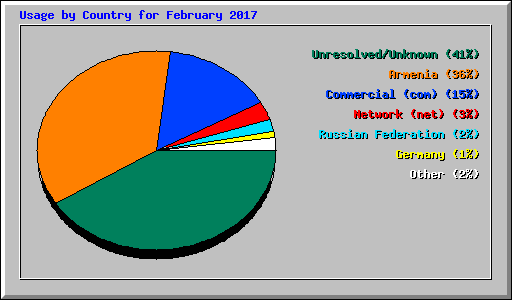 Usage by Country for February 2017
Unresolved/Unknown (41%)
Armenia (36%)
Commercial (com) (15%)
Network (net) (3%)
Russian Federation (2%)
Germany (1%)
Other (2%)